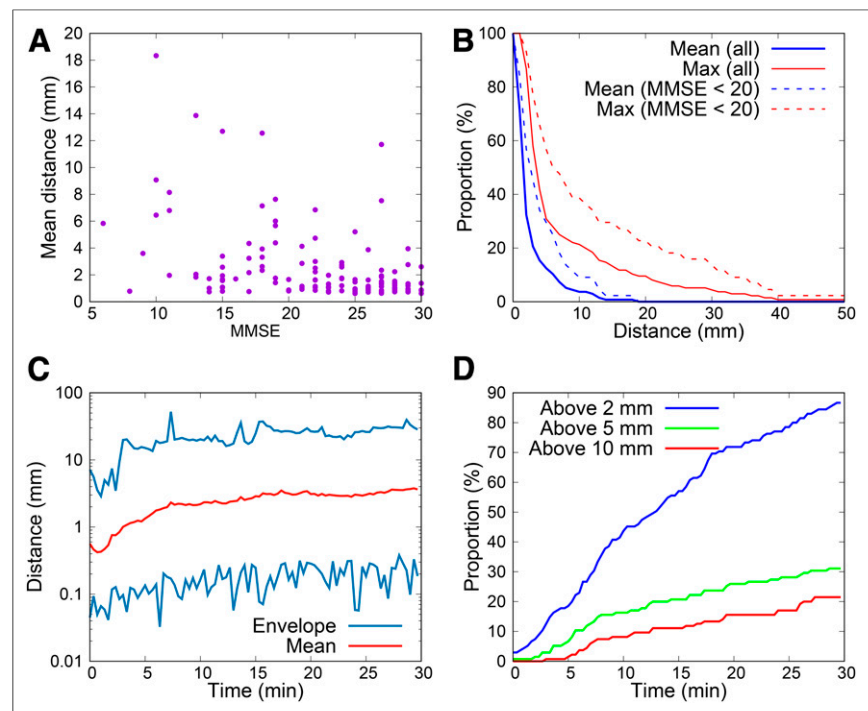 A
20
18
16
14
12
10
8
6
4
2
0
Mean distance (mm)
5 10 15 20 25 30
MMSE
B
100
80
60
40
20
0
Proportion (%)
Mean (all)
Max (all)
Mean (MMSE < 20)
Max (MMSE < 20)
0 10 20 30 40 50
Distance (mm)
C
100
10
1
0.1
0.01
Distance (mm)
Envelope
Mean
0 5 10 15 20 25 30
Time (min)
D
90
80
70
60
50
40
30
20
10
0
Proportion (%)
Above 2 mm
Above 5 mm
Above 10 mm
0 5 10 15 20 25 30
Time (min)